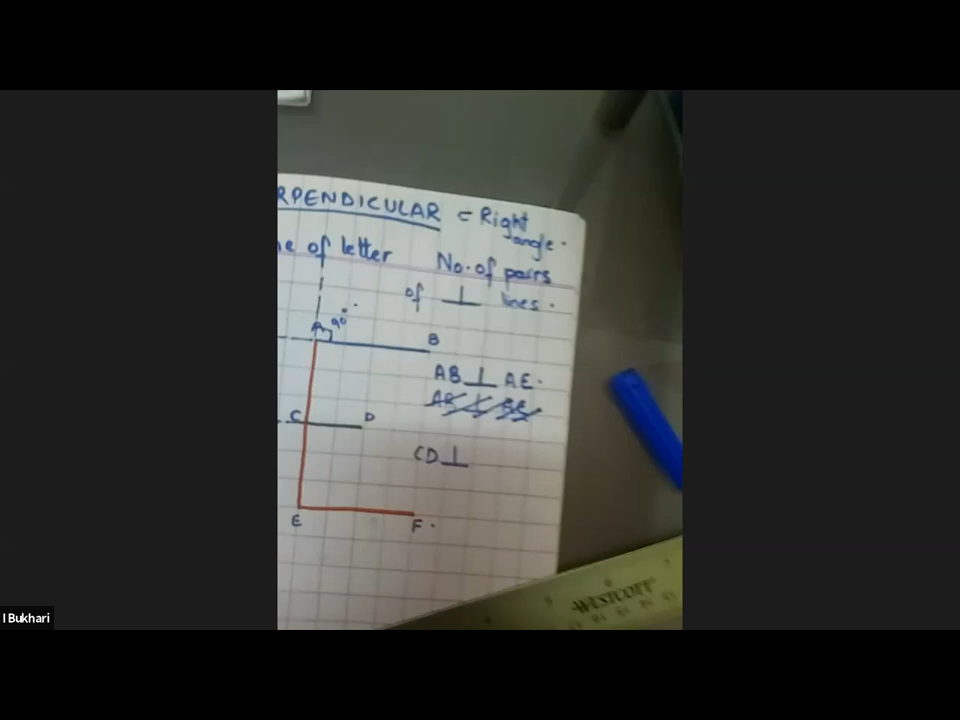 RPENDICULAR = Right
angle.
e of letter No. of pairs
of ⊥ lines.
A 90°
B
AB ⊥ AE.
C D
CD ⊥
E F.
WESTCOTT
I Bukhari